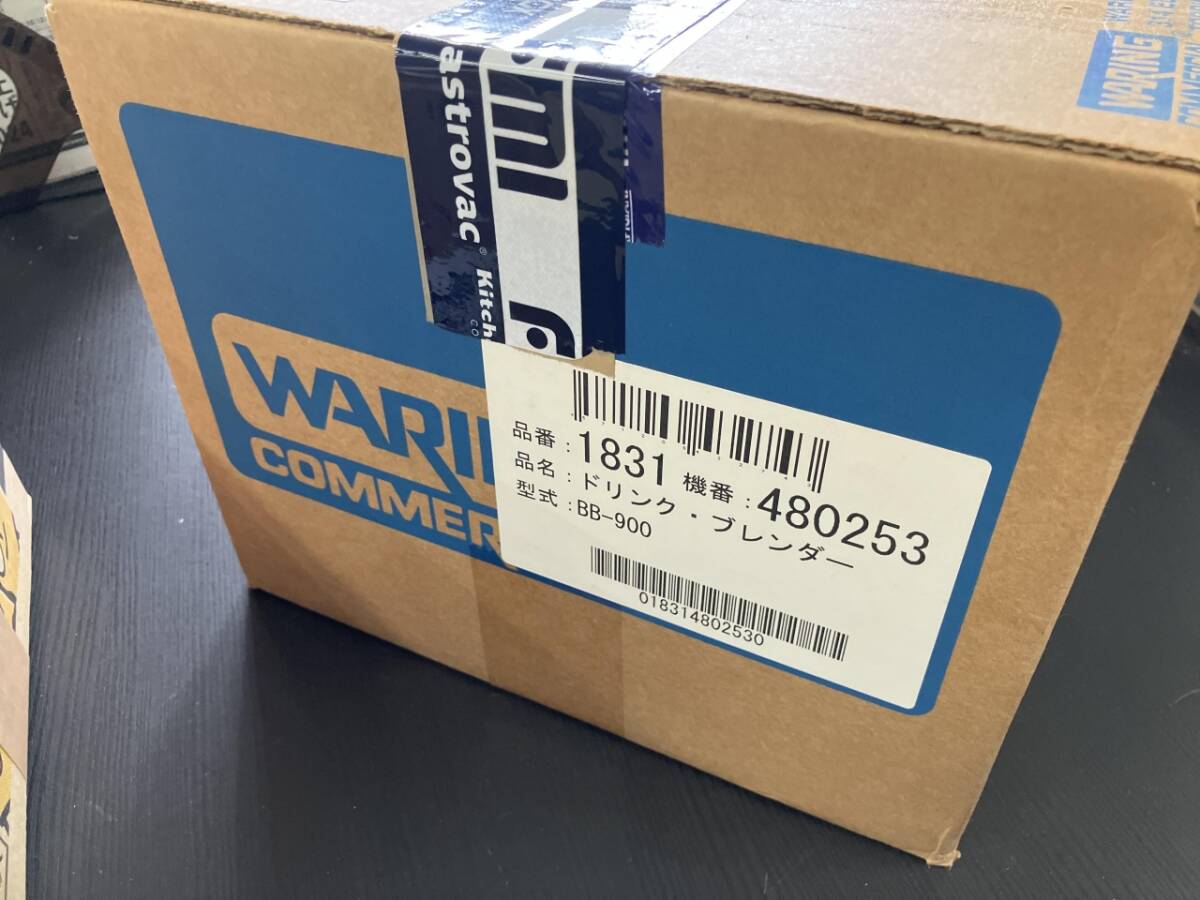 WARING
astrovac® Kitch
WARI
COMMER
品番:1831 機番:480253
品名:ドリンク・ブレンダー
型式:BB-900
018314802530